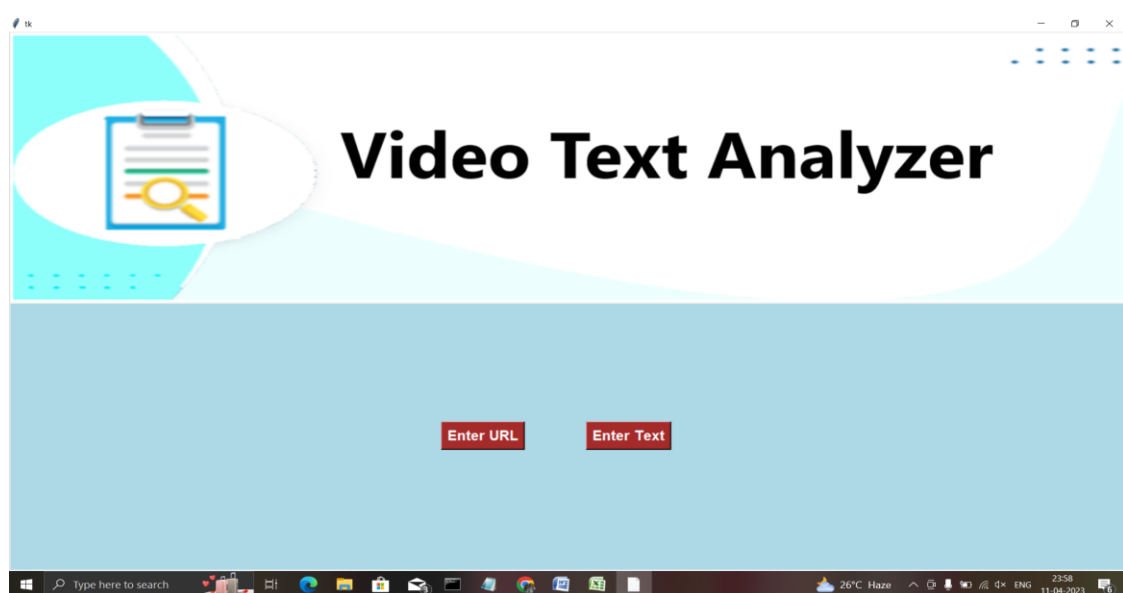 tk
Video Text Analyzer
Enter URL Enter Text
Type here to search 26°C Haze ENG 23:58
11-04-2023